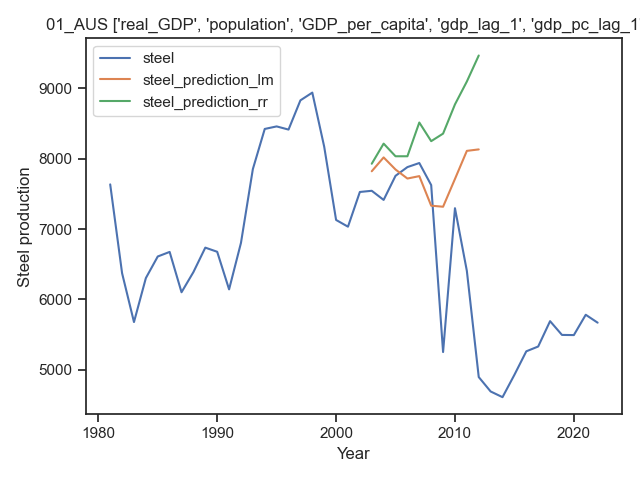 01_AUS ['real_GDP', 'population', 'GDP_per_capita', 'gdp_lag_1', 'gdp_pc_lag_1
steel
steel_prediction_lm
steel_prediction_rr
9000
8000
7000
6000
5000
Steel production
1980
1990
2000
2010
2020
Year